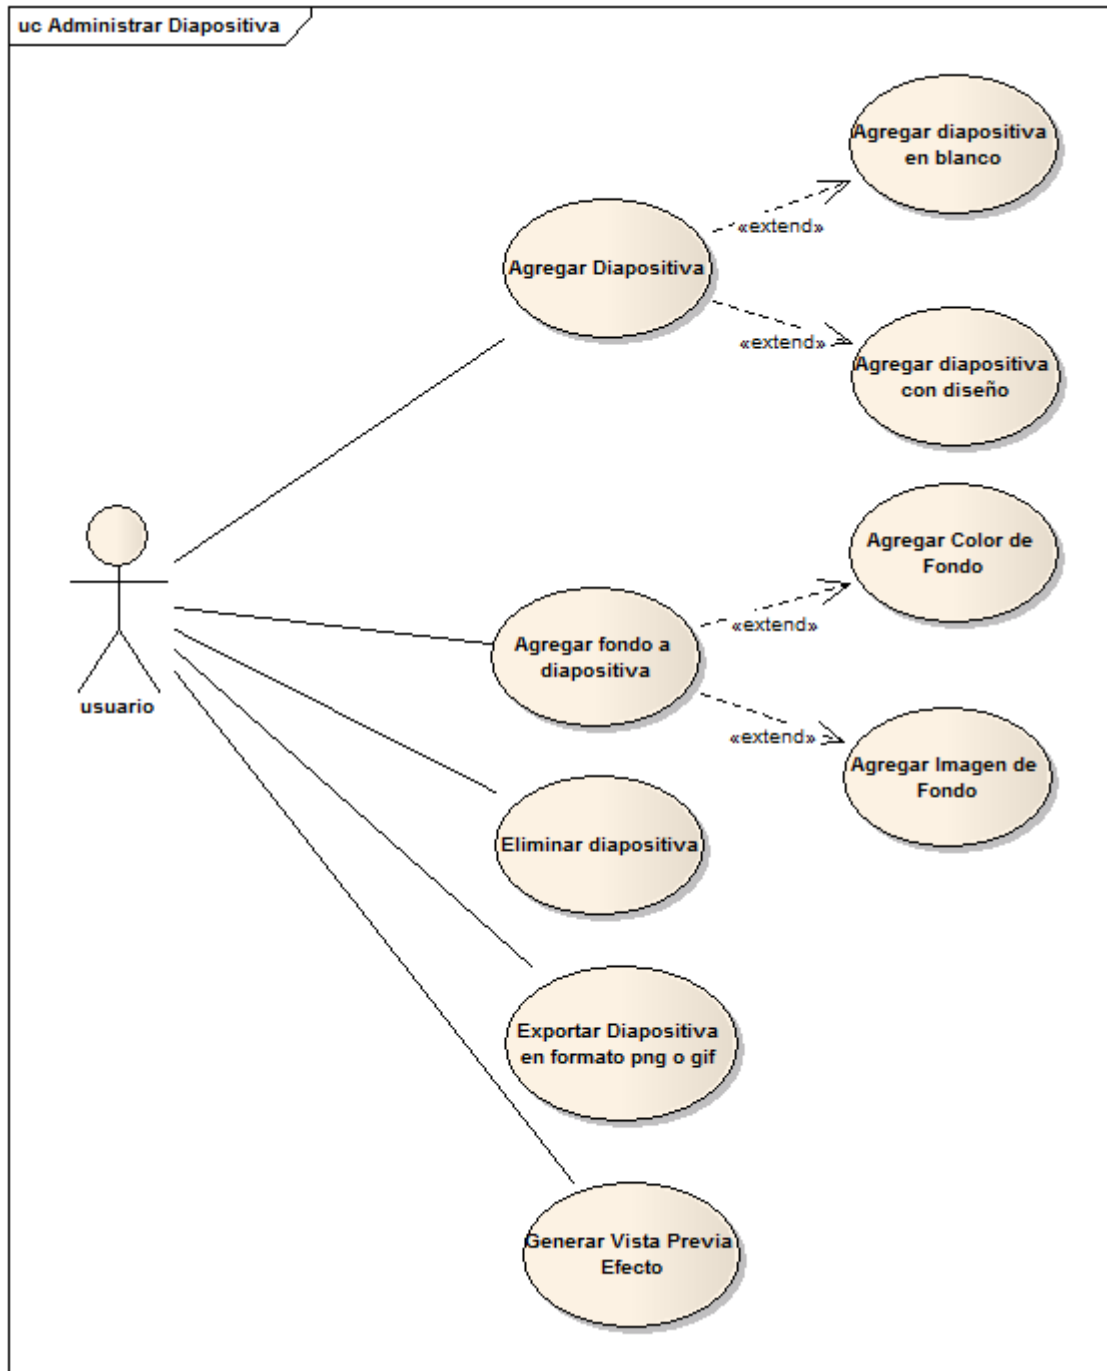 uc Administrar Diapositiva
Agregar diapositiva
en blanco
«extend»
Agregar Diapositiva
«extend»
Agregar diapositiva
con diseño
Agregar Color de
Fondo
«extend»
Agregar fondo a
diapositiva
usuario
«extend»
Agregar Imagen de
Fondo
Eliminar diapositiva
Exportar Diapositiva
en formato png o gif
Generar Vista Previa
Efecto